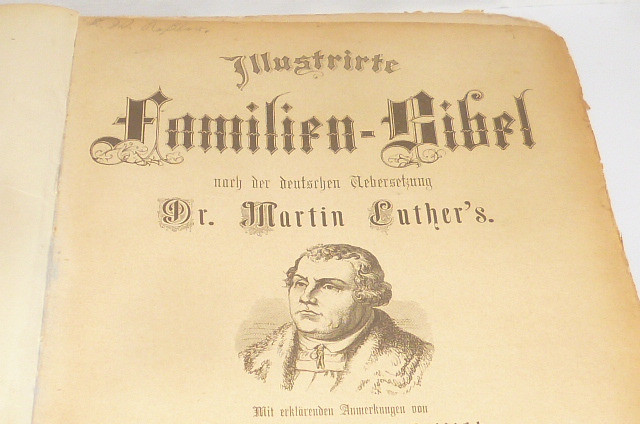 Illustrirte
Familien-Bibel
nach der deutschen Uebersetzung
Dr. Martin Luther's.
Mit erklärenden Anmerkungen von